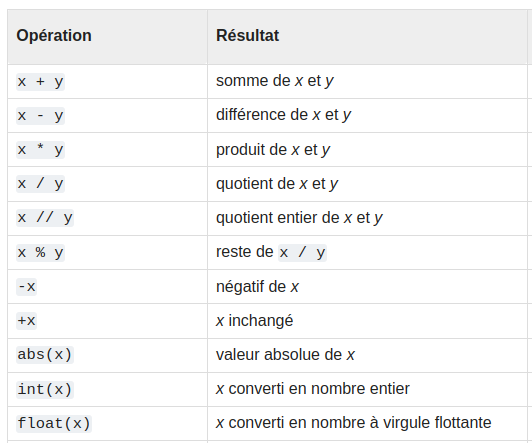 Opération Résultat
x + y somme de x et y
x - y différence de x et y
x * y produit de x et y
x / y quotient de x et y
x // y quotient entier de x et y
x % y reste de x / y
-x négatif de x
+x x inchangé
abs(x) valeur absolue de x
int(x) x converti en nombre entier
float(x) x converti en nombre à virgule flottante